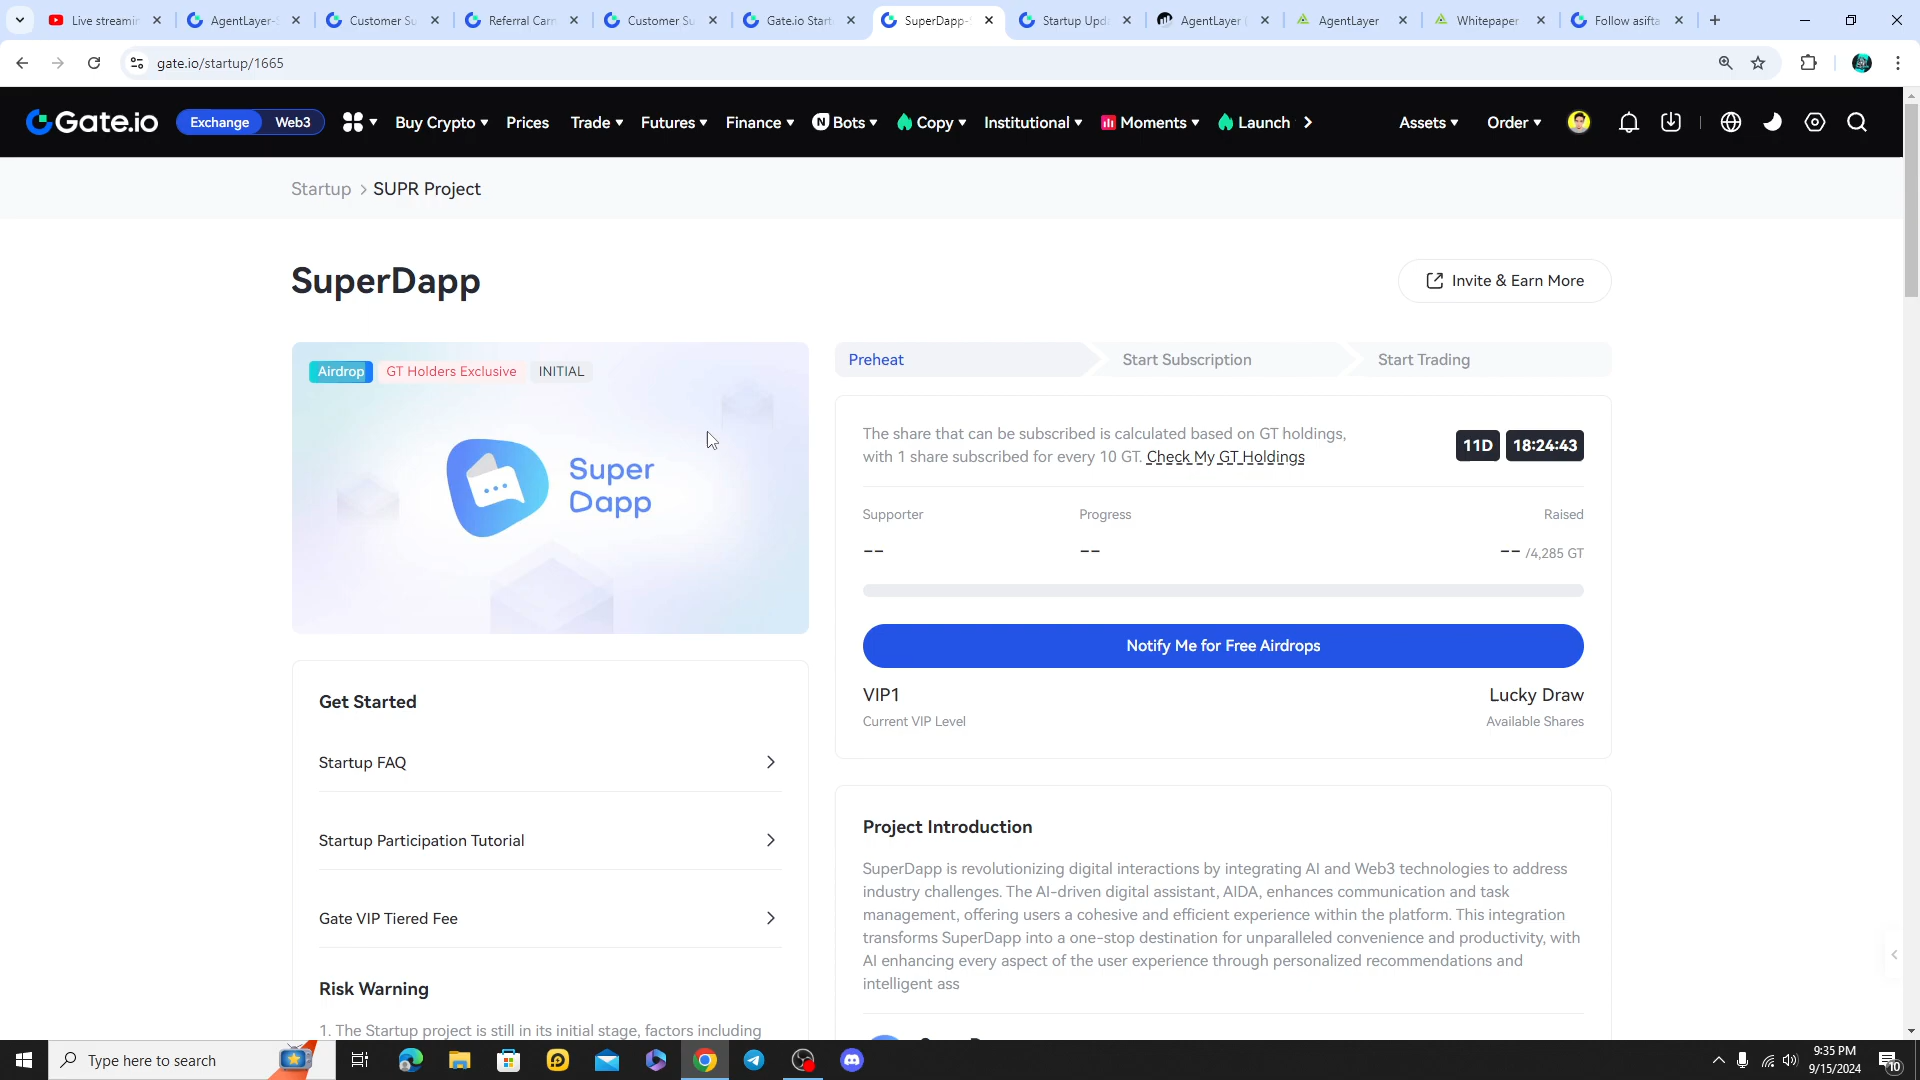 Live streamin
AgentLayer-
Customer Su
Referral Carn
Customer Su
Gate.io Start
SuperDapp-
Startup Upd
AgentLayer (
AgentLayer
Whitepaper
Follow asifta
gate.io/startup/1665
Gate.io
Exchange
Web3
Buy Crypto
Prices
Trade
Futures
Finance
Bots
Copy
Institutional
Moments
Launch
Assets
Order
Startup > SUPR Project
SuperDapp
Invite & Earn More
Airdrop
GT Holders Exclusive
INITIAL
Super
Dapp
Preheat
Start Subscription
Start Trading
The share that can be subscribed is calculated based on GT holdings,
with 1 share subscribed for every 10 GT. Check My GT Holdings
11D
18:24:43
Supporter
Progress
Raised
--
--
-- /4,285 GT
Notify Me for Free Airdrops
VIP1
Lucky Draw
Current VIP Level
Available Shares
Get Started
Startup FAQ
Startup Participation Tutorial
Gate VIP Tiered Fee
Risk Warning
1. The Startup project is still in its initial stage, factors including
Project Introduction
SuperDapp is revolutionizing digital interactions by integrating AI and Web3 technologies to address
industry challenges. The AI-driven digital assistant, AIDA, enhances communication and task
management, offering users a cohesive and efficient experience within the platform. This integration
transforms SuperDapp into a one-stop destination for unparalleled convenience and productivity, with
AI enhancing every aspect of the user experience through personalized recommendations and
intelligent ass
Type here to search
9:35 PM
9/15/2024
10